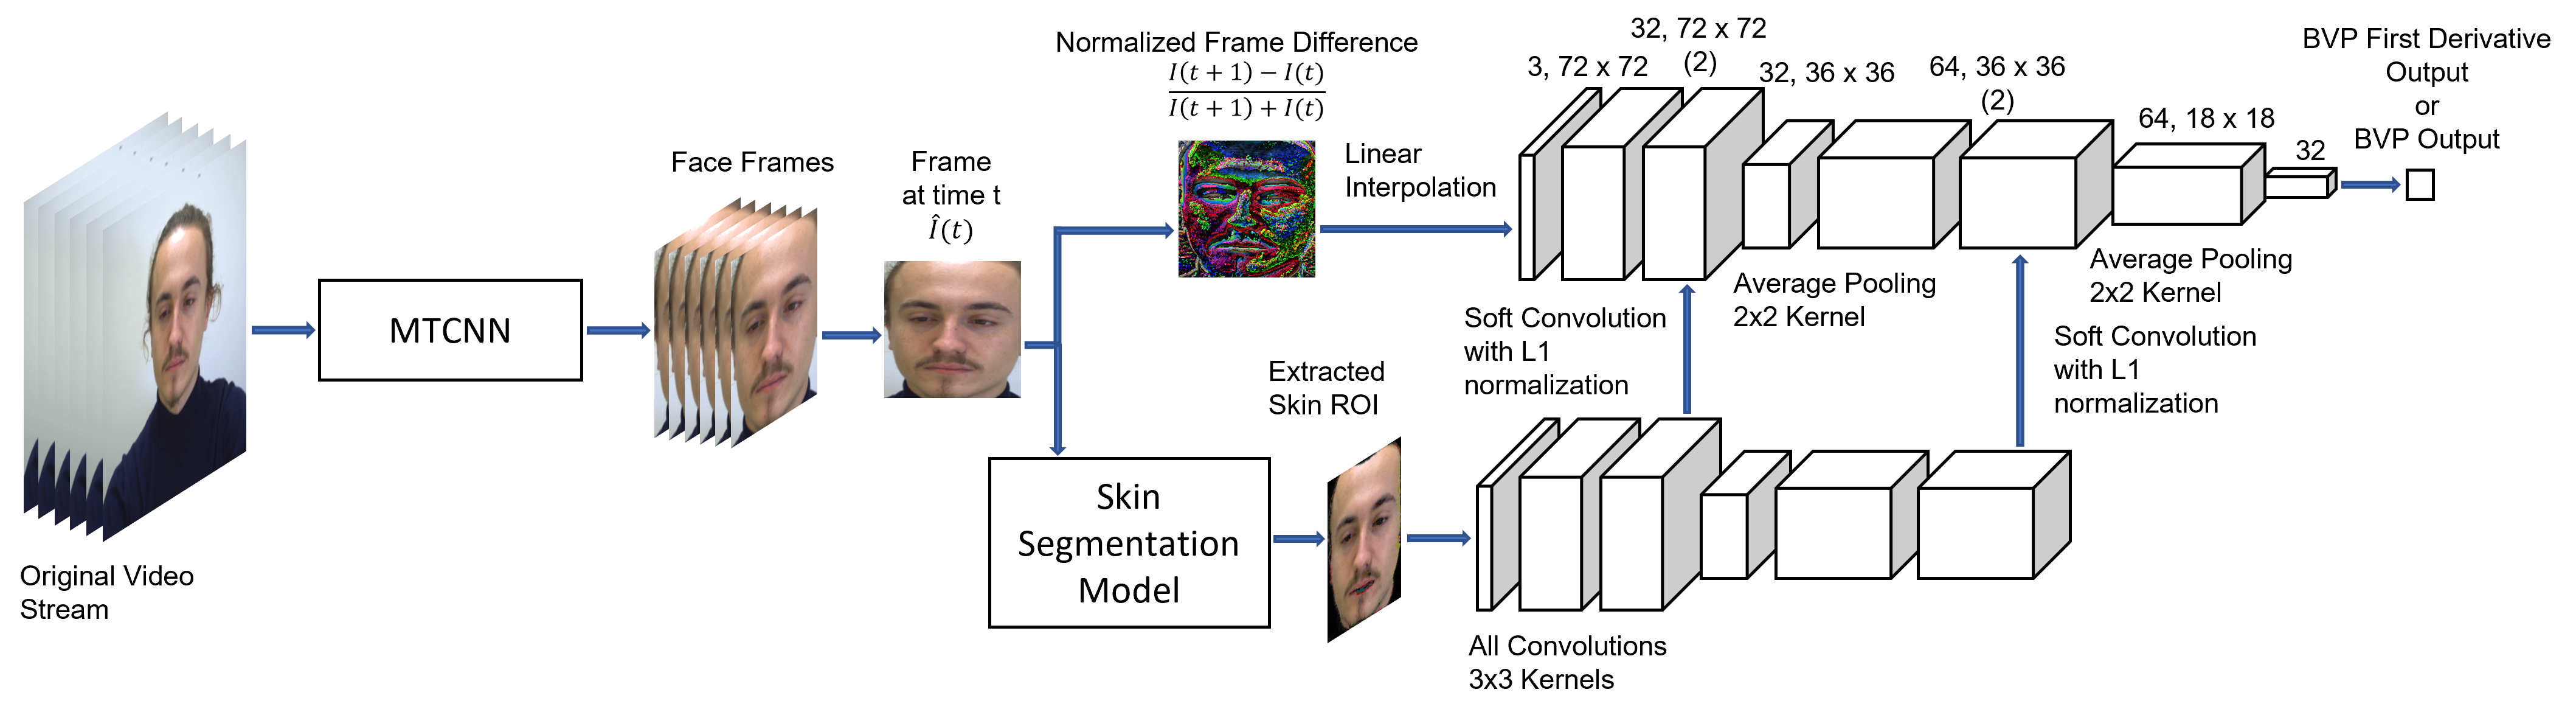 Original Video
Stream
MTCNN
Face Frames
Frame
at time t
Î(t)
Normalized Frame Difference
I(t + 1) − I(t)
I(t + 1) + I(t)
Linear
Interpolation
Skin
Segmentation
Model
Extracted
Skin ROI
3, 72 x 72
32, 72 x 72
(2)
32, 36 x 36
64, 36 x 36
(2)
64, 18 x 18
32
BVP First Derivative
Output
or
BVP Output
Average Pooling
2x2 Kernel
Average Pooling
2x2 Kernel
Soft Convolution
with L1
normalization
Soft Convolution
with L1
normalization
All Convolutions
3x3 Kernels